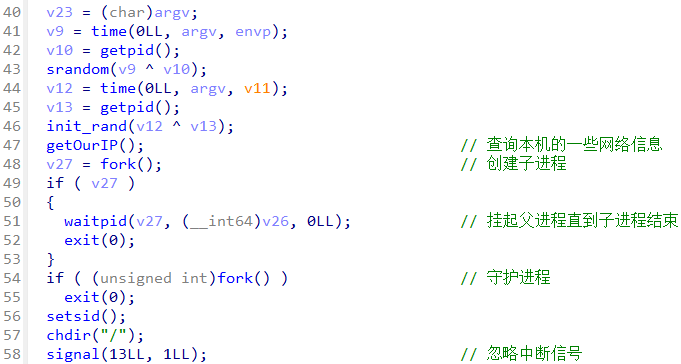 40 v23 = (char)argv;
41 v9 = time(0LL, argv, envp);
42 v10 = getpid();
43 srandom(v9 ^ v10);
44 v12 = time(0LL, argv, v11);
45 v13 = getpid();
46 init_rand(v12 ^ v13);
47 getOurIP(); // 查询本机的一些网络信息
48 v27 = fork(); // 创建子进程
49 if ( v27 )
50 {
51 waitpid(v27, (__int64)v26, 0LL); // 挂起父进程直到子进程结束
52 exit(0);
53 }
54 if ( (unsigned int)fork() ) // 守护进程
55 exit(0);
56 setsid();
57 chdir("/");
58 signal(13LL, 1LL); // 忽略中断信号